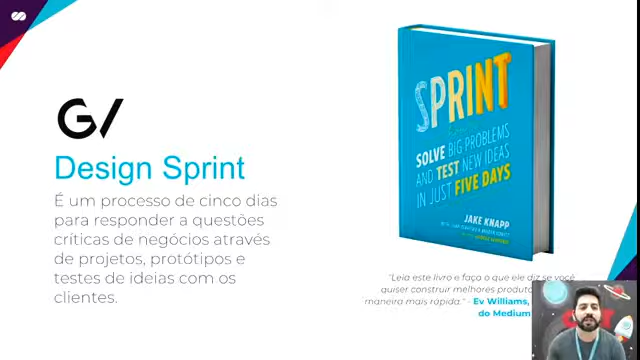 GV
Design Sprint
É um processo de cinco dias
para responder a questões
críticas de negócios através
de projetos, protótipos e
testes de ideias com os
clientes.
SPRINT
SOLVE BIG PROBLEMS
AND TEST NEW IDEAS
IN JUST FIVE DAYS
JAKE KNAPP
"Leia este livro e faça o que ele diz se você
quiser construir melhores
maneira mais rápida." - Ev Williams,
do Medium